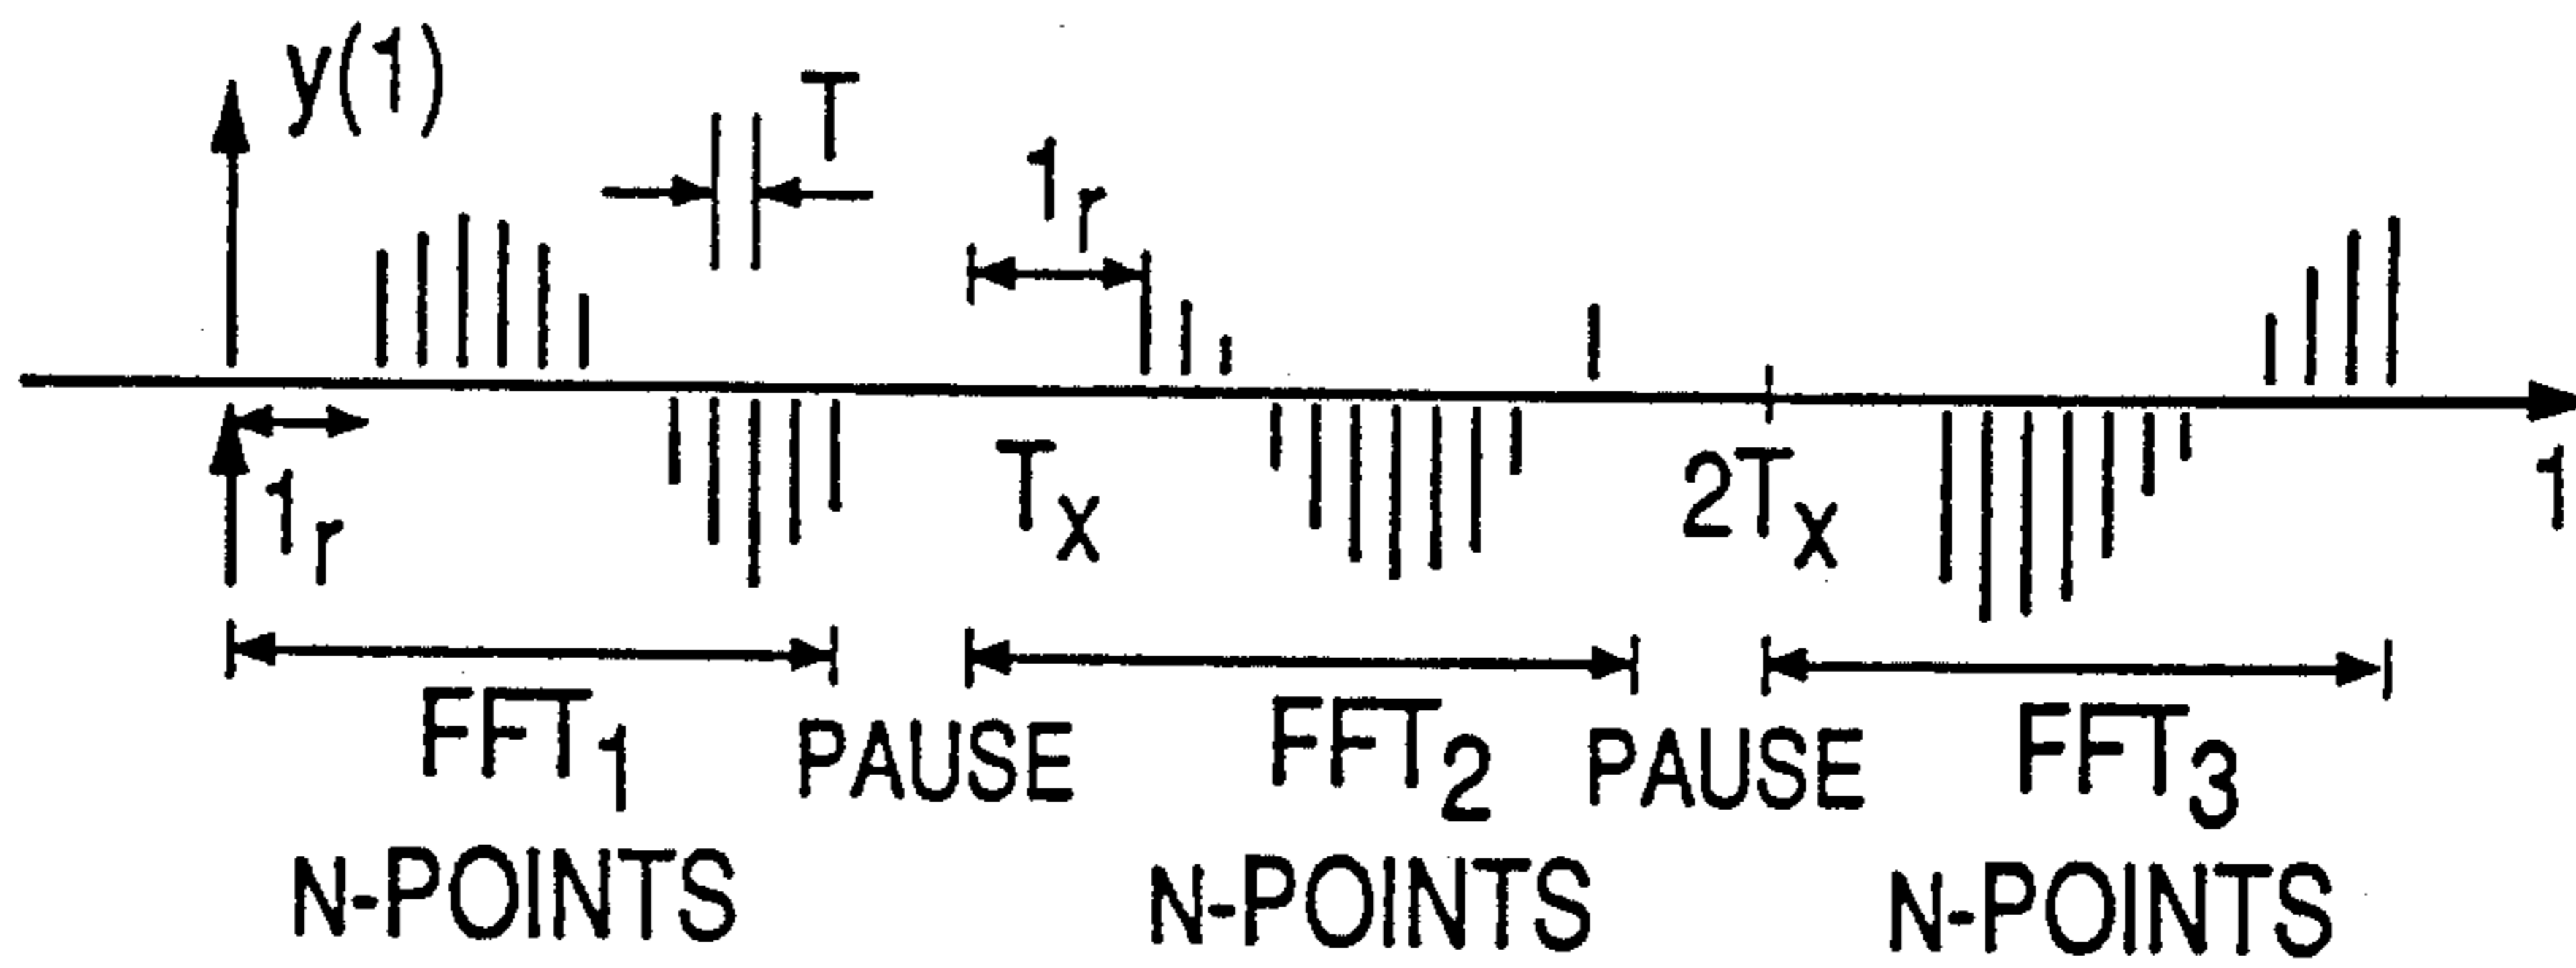 y(1)
T
1r
1r
Tx
2Tx
1
FFT1
PAUSE
FFT2
PAUSE
FFT3
N-POINTS
N-POINTS
N-POINTS